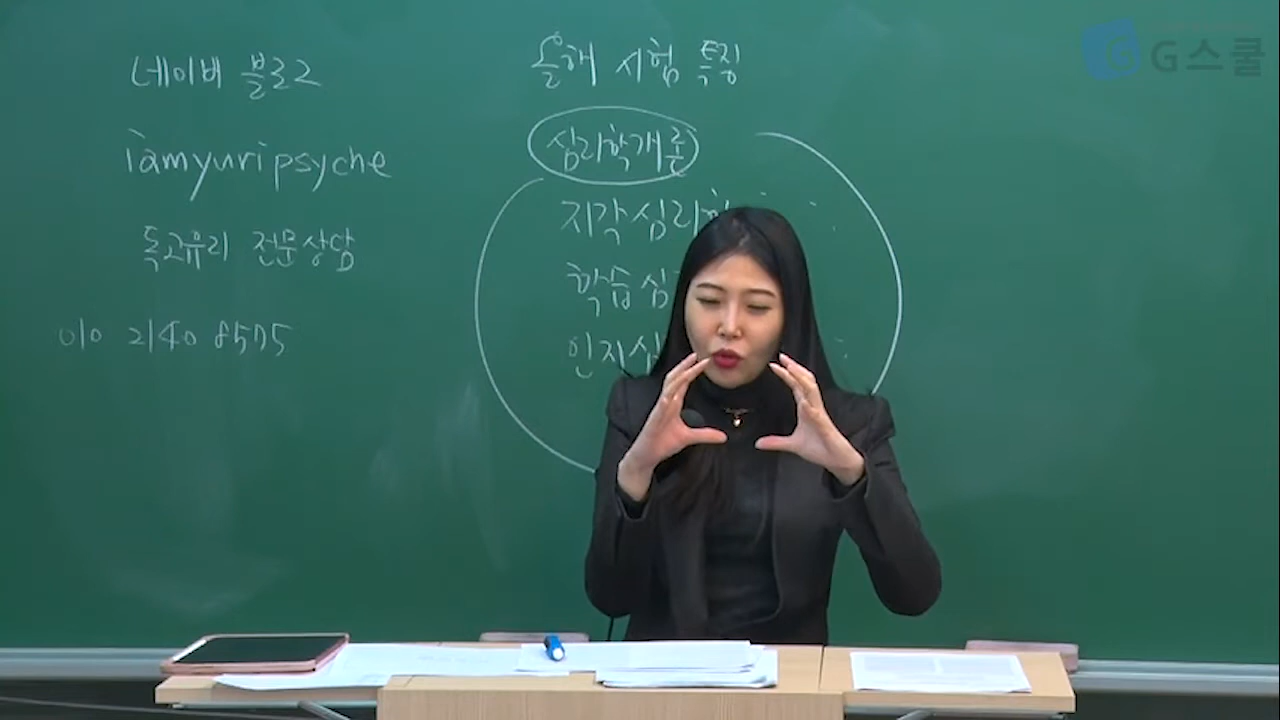 네이버 블로그
iamyuripsyche
독고유리 전문상담
010 2140 8575
올해 시험 특징
심리학개론
지각심리학
학습심
인지심
G스쿨